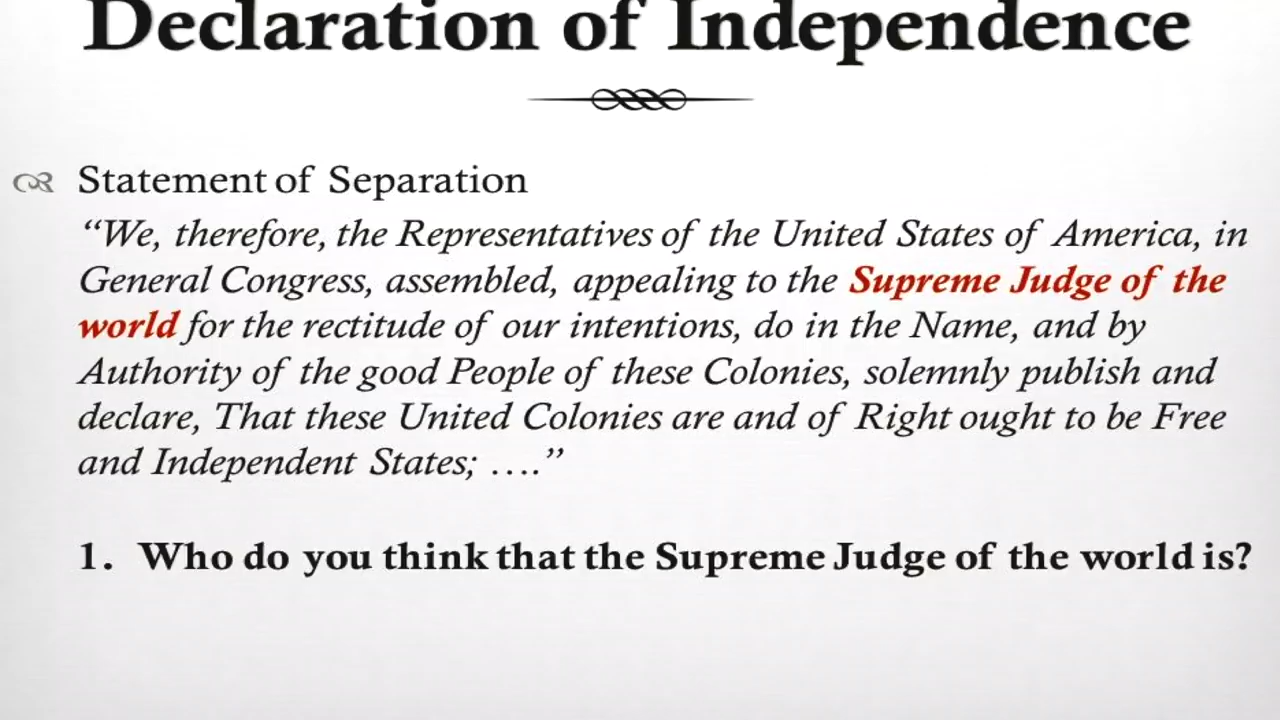 Declaration of Independence
Statement of Separation
“We, therefore, the Representatives of the United States of America, in
General Congress, assembled, appealing to the Supreme Judge of the
world for the rectitude of our intentions, do in the Name, and by
Authority of the good People of these Colonies, solemnly publish and
declare, That these United Colonies are and of Right ought to be Free
and Independent States; ….”
1. Who do you think that the Supreme Judge of the world is?